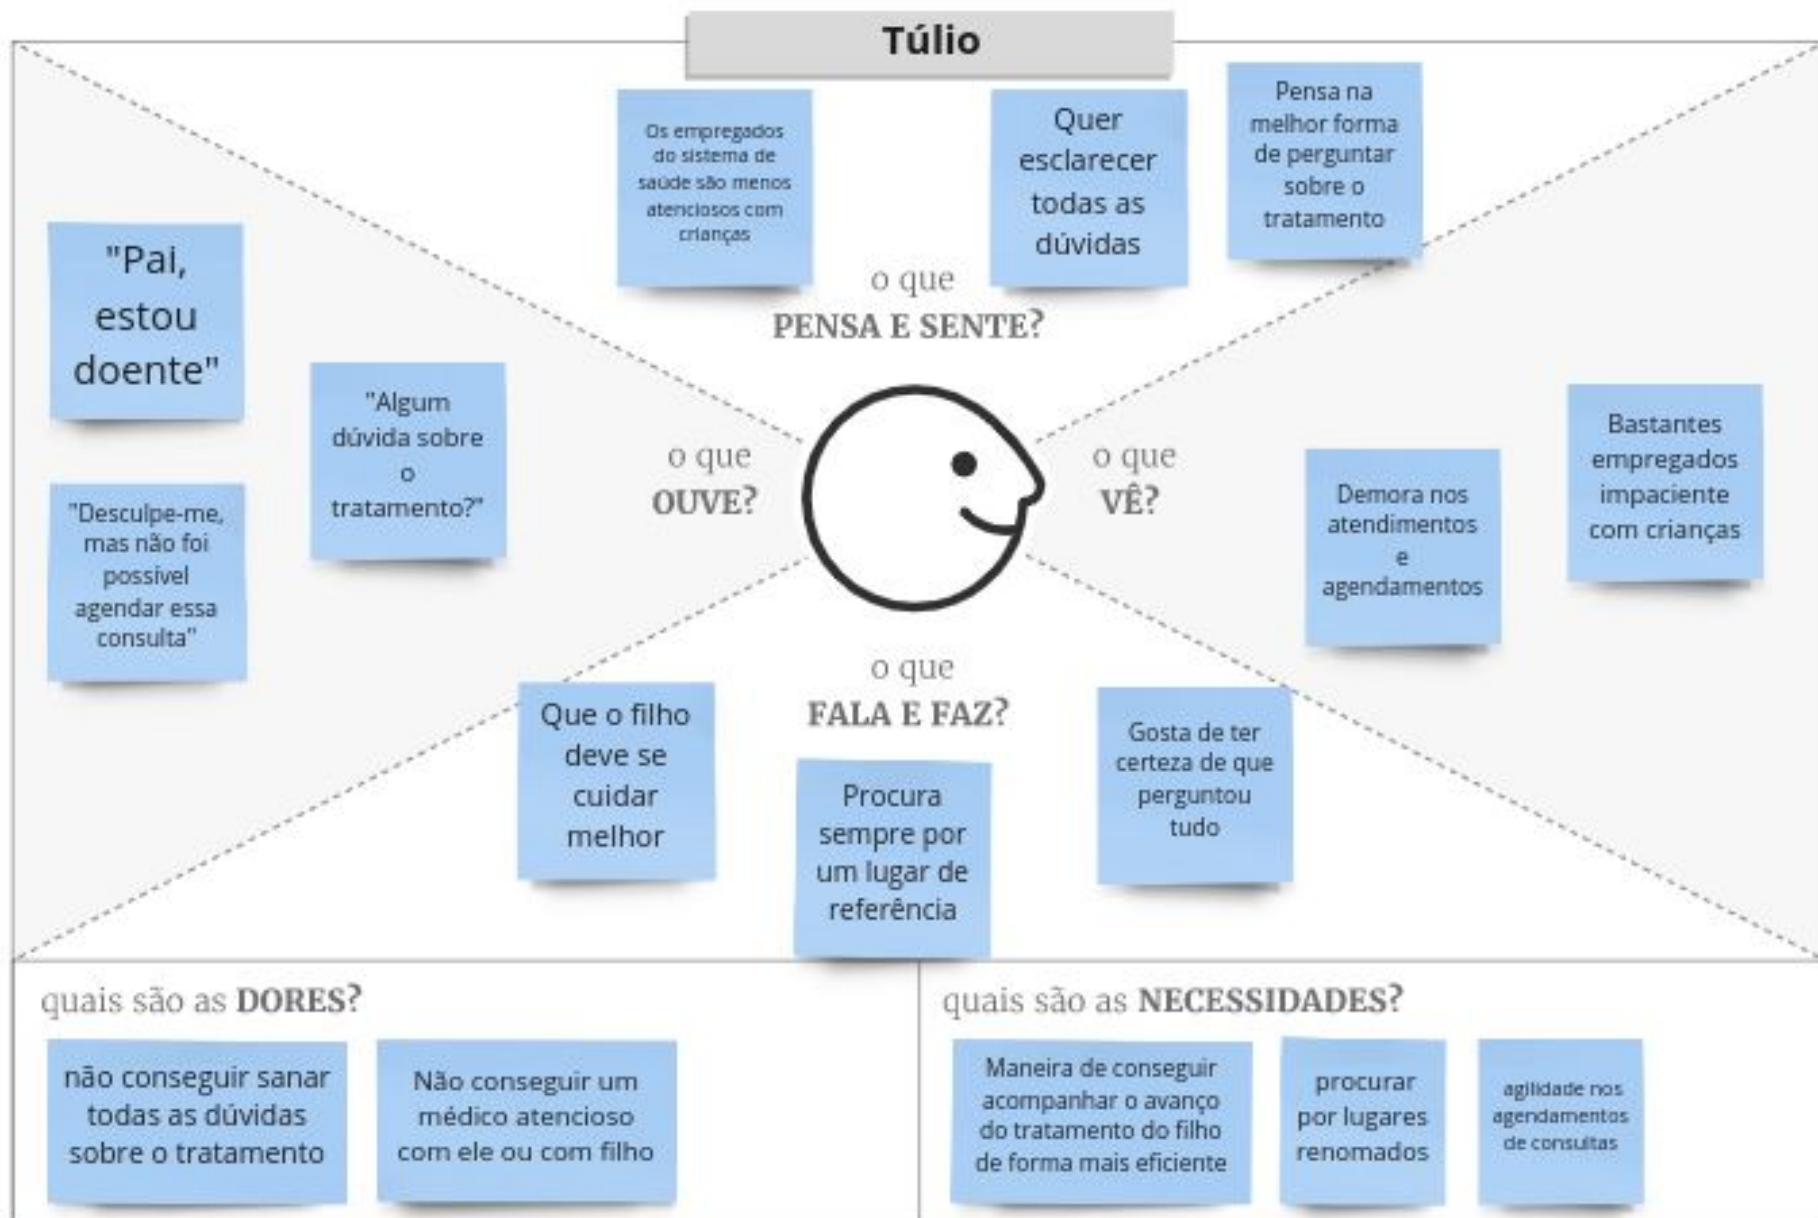 Túlio
Os empregados
do sistema de
saúde são menos
atenciosos com
crianças
Quer
esclarecer
todas as
dúvidas
Pensa na
melhor forma
de perguntar
sobre o
tratamento
o que
PENSA E SENTE?
"Pai,
estou
doente"
"Algum
dúvida sobre
o
tratamento?"
"Desculpe-me,
mas não foi
possível
agendar essa
consulta"
o que
OUVE?
o que
VÊ?
Demora nos
atendimentos
e
agendamentos
Bastantes
empregados
impaciente
com crianças
o que
FALA E FAZ?
Que o filho
deve se
cuidar
melhor
Procura
sempre por
um lugar de
referência
Gosta de ter
certeza de que
perguntou
tudo
quais são as DORES?
não conseguir sanar
todas as dúvidas
sobre o tratamento
Não conseguir um
médico atencioso
com ele ou com filho
quais são as NECESSIDADES?
Maneira de conseguir
acompanhar o avanço
do tratamento do filho
de forma mais eficiente
procurar
por lugares
renomados
agilidade nos
agendamentos
de consultas